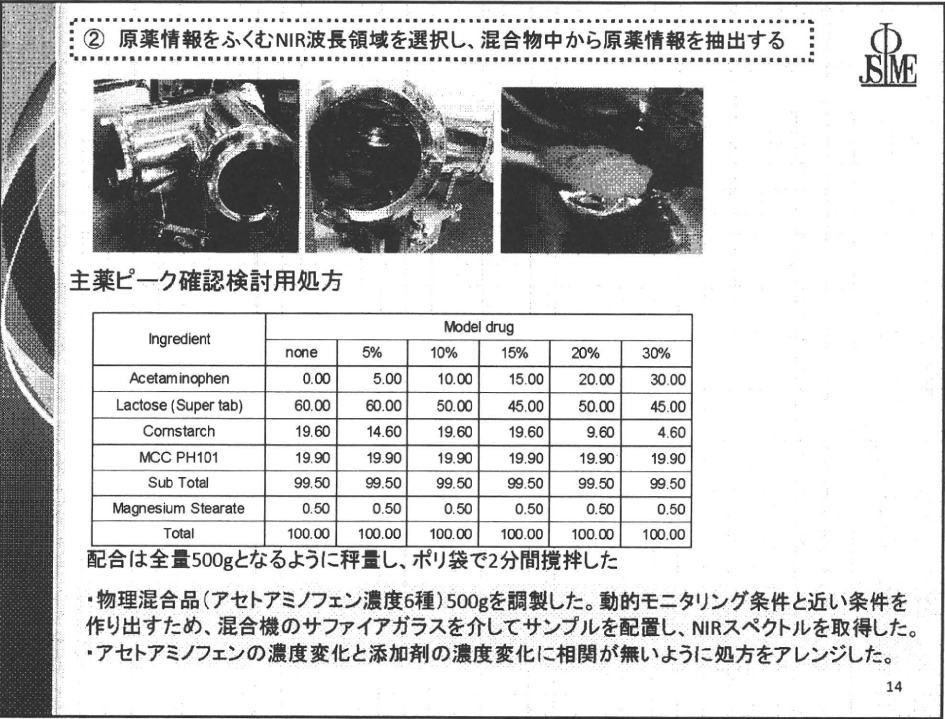 ② 原薬情報をふくむNIR波長領域を選択し、混合物中から原薬情報を抽出する
JSME
主薬ピーク確認検討用処方
Ingredient Model drug
none 5% 10% 15% 20% 30%
Acetaminophen 0.00 5.00 10.00 15.00 20.00 30.00
Lactose (Super tab) 60.00 60.00 50.00 45.00 50.00 45.00
Cornstarch 19.60 14.60 19.60 19.60 9.60 4.60
MCC PH101 19.90 19.90 19.90 19.90 19.90 19.90
Sub Total 99.50 99.50 99.50 99.50 99.50 99.50
Magnesium Stearate 0.50 0.50 0.50 0.50 0.50 0.50
Total 100.00 100.00 100.00 100.00 100.00 100.00
配合は全量500gとなるように秤量し、ポリ袋で2分間撹拌した
・物理混合品(アセトアミノフェン濃度6種)500gを調製した。動的モニタリング条件と近い条件を
作り出すため、混合機のサファイアガラスを介してサンプルを配置し、NIRスペクトルを取得した。
・アセトアミノフェンの濃度変化と添加剤の濃度変化に相関が無いように処方をアレンジした。
14